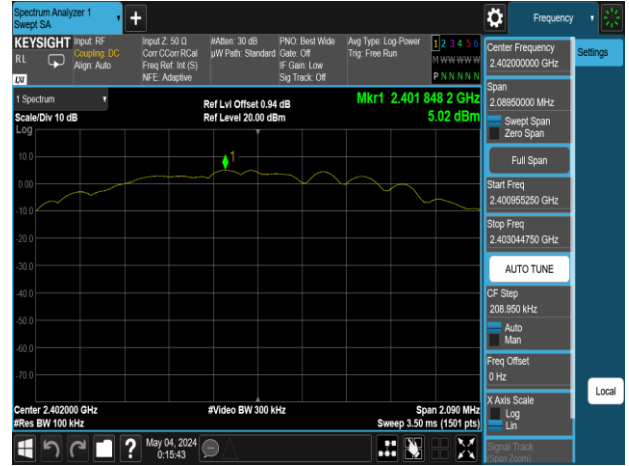 Spectrum Analyzer 1
Swept SA
+
Frequency
KEYSIGHT
RL
LXI
Input: RF
Coupling: DC
Align: Auto
Input Z: 50 Ω
Corr CCorr RCal
Freq Ref: Int (S)
NFE: Adaptive
#Atten: 30 dB
µW Path: Standard
PNO: Best Wide
Gate: Off
IF Gain: Low
Sig Track: Off
Avg Type: Log-Power
Trig: Free Run
1 2 3 4 5 6
M W W W W W
P N N N N N
1 Spectrum
Scale/Div 10 dB
Log
Ref Lvl Offset 0.94 dB
Ref Level 20.00 dBm
Mkr1 2.401 848 2 GHz
5.02 dBm
1
10.0
0.00
-10.0
-20.0
-30.0
-40.0
-50.0
-60.0
-70.0
Center 2.402000 GHz
#Res BW 100 kHz
#Video BW 300 kHz
Span 2.090 MHz
Sweep 3.50 ms (1501 pts)
May 04, 2024
0:15:43
?
Center Frequency
2.402000000 GHz
Span
2.08950000 MHz
Swept Span
Zero Span
Full Span
Start Freq
2.400955250 GHz
Stop Freq
2.403044750 GHz
AUTO TUNE
CF Step
208.950 kHz
Auto
Man
Freq Offset
0 Hz
X Axis Scale
Log
Lin
Signal Track
(Span Zoom)
Settings
Local